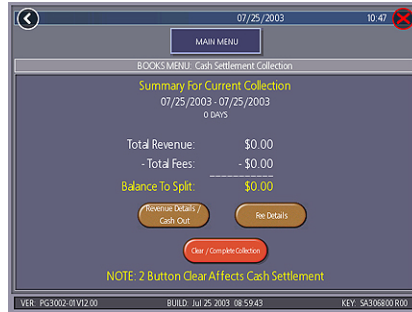 07/25/2003 10:47
MAIN MENU
BOOKS MENU: Cash Settlement Collection
Summary For Current Collection
07/25/2003 - 07/25/2003
0 DAYS
Total Revenue: $0.00
- Total Fees: - $0.00
Balance To Split: $0.00
Revenue Details /
Cash Out
Fee Details
Clear / Complete Collection
NOTE: 2 Button Clear Affects Cash Settlement
VER: PG3002-01V12.00 BUILD: Jul 25 2003 08:59:43 KEY: SA306800 R00